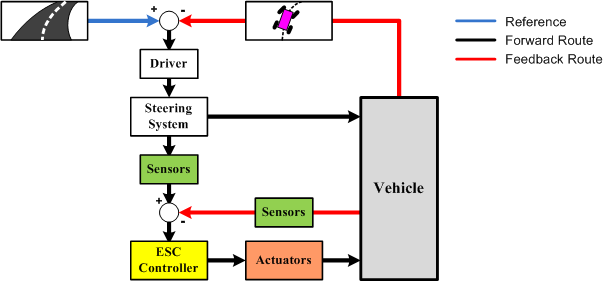 +
-
Reference
Forward Route
Feedback Route
Driver
Steering
System
Sensors
Vehicle
+
-
Sensors
ESC
Controller
Actuators